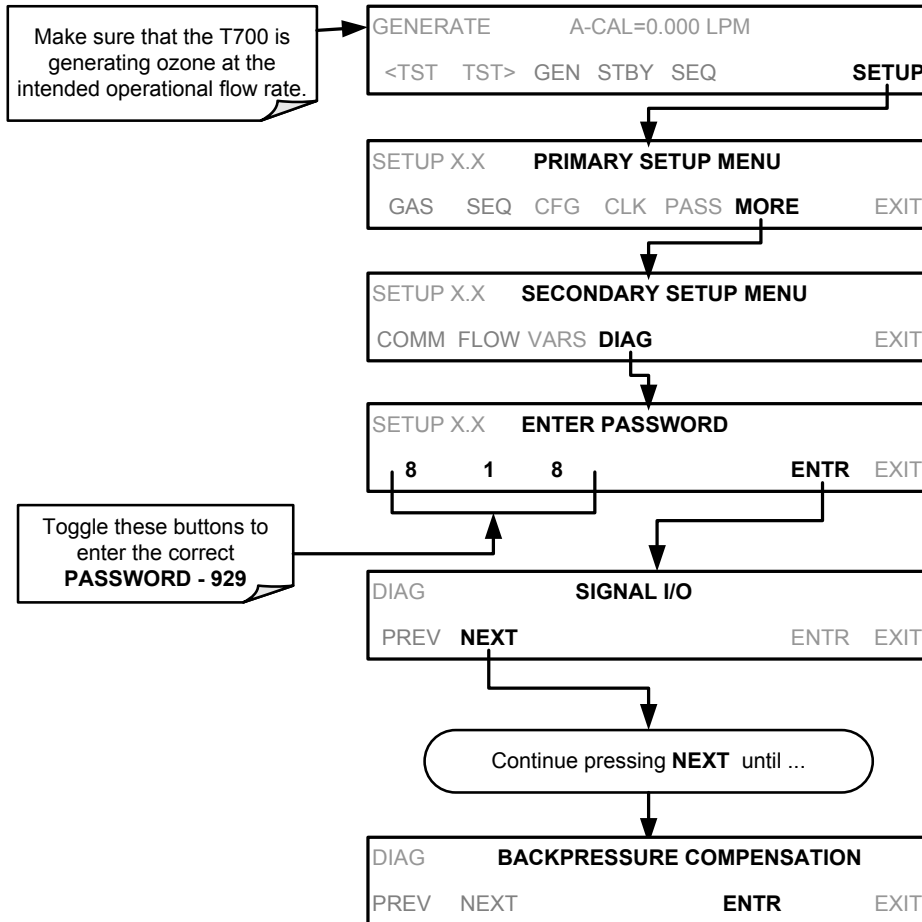 Make sure that the T700 is
generating ozone at the
intended operational flow rate.
GENERATE A-CAL=0.000 LPM
<TST TST> GEN STBY SEQ SETUP
SETUP X.X PRIMARY SETUP MENU
GAS SEQ CFG CLK PASS MORE EXIT
SETUP X.X SECONDARY SETUP MENU
COMM FLOW VARS DIAG EXIT
SETUP X.X ENTER PASSWORD
8 1 8 ENTR EXIT
Toggle these buttons to
enter the correct
PASSWORD - 929
DIAG SIGNAL I/O
PREV NEXT ENTR EXIT
Continue pressing NEXT until ...
DIAG BACKPRESSURE COMPENSATION
PREV NEXT ENTR EXIT